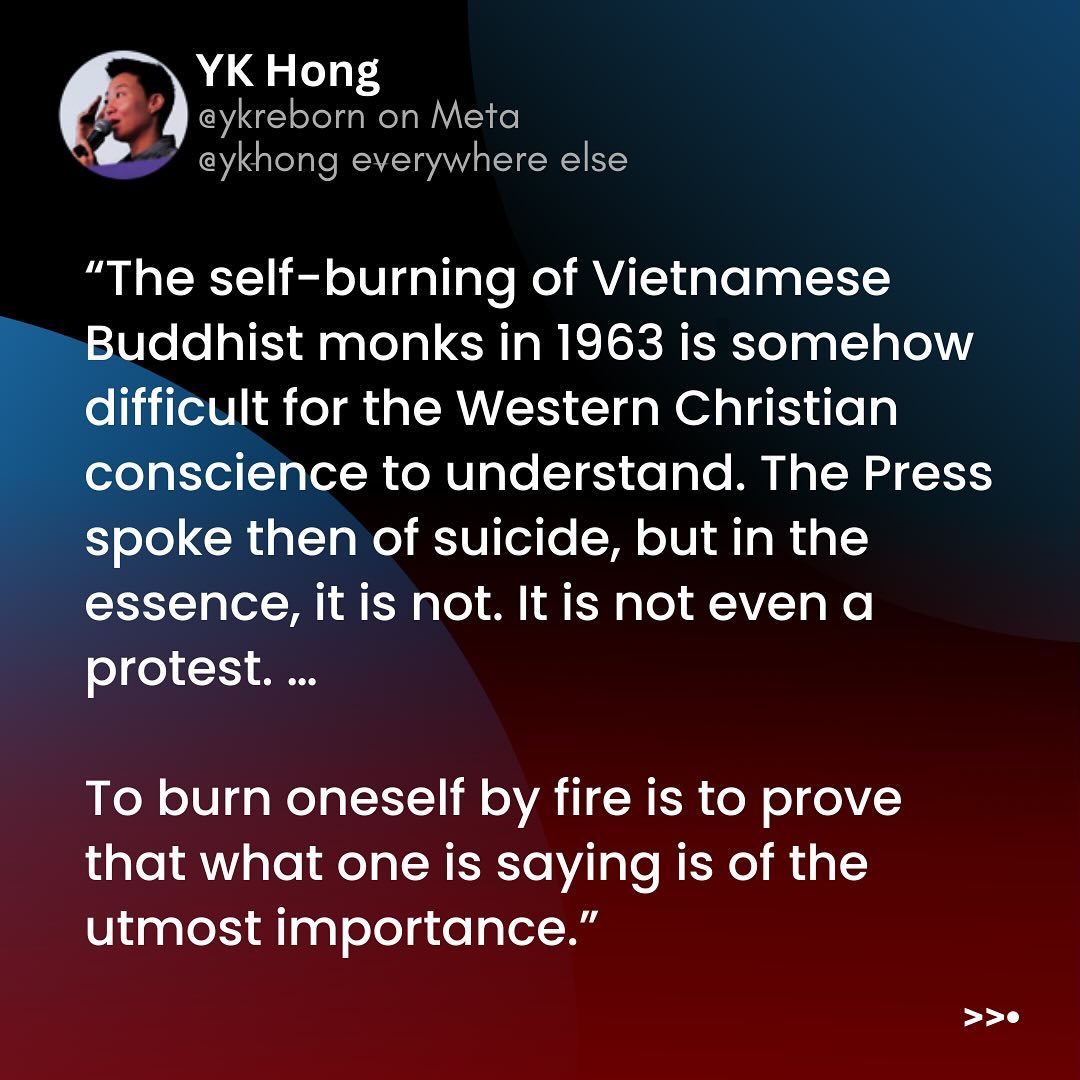 YK Hong
@ykreborn on Meta
@ykhong everywhere else
“The self-burning of Vietnamese
Buddhist monks in 1963 is somehow
difficult for the Western Christian
conscience to understand. The Press
spoke then of suicide, but in the
essence, it is not. It is not even a
protest. ...
To burn oneself by fire is to prove
that what one is saying is of the
utmost importance.”
>>•